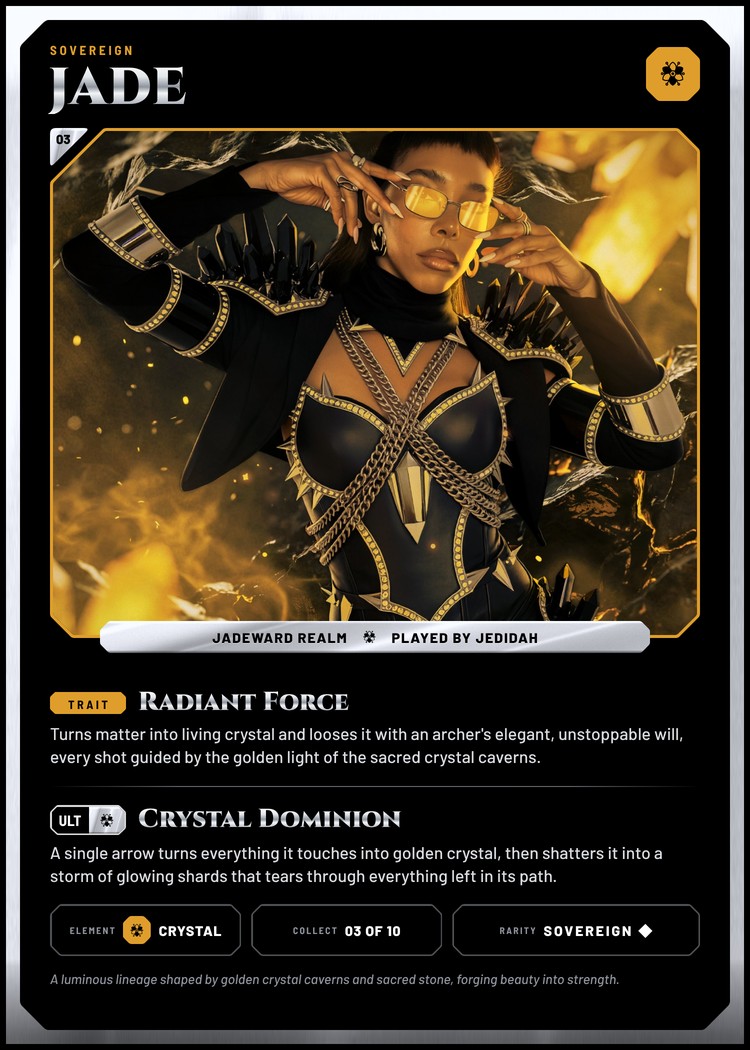 SOVEREIGN
JADE
03
JADEWARD REALM PLAYED BY JEDIDAH
TRAIT Radiant Force
Turns matter into living crystal and looses it with an archer's elegant, unstoppable will,
every shot guided by the golden light of the sacred crystal caverns.
ULT Crystal Dominion
A single arrow turns everything it touches into golden crystal, then shatters it into a
storm of glowing shards that tears through everything left in its path.
ELEMENT CRYSTAL COLLECT 03 OF 10 RARITY SOVEREIGN
A luminous lineage shaped by golden crystal caverns and sacred stone, forging beauty into strength.